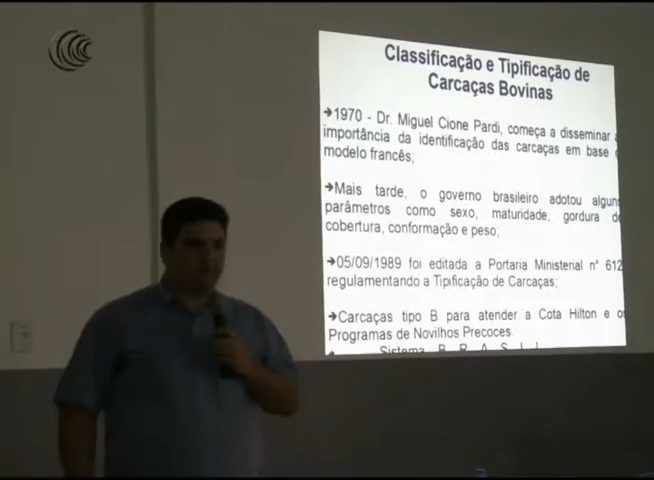 Classificação e Tipificação de
Carcaças Bovinas
➔1970 - Dr. Miguel Cione Pardi, começa a disseminar a
importância da identificação das carcaças em base
modelo francês;
➔Mais tarde, o governo brasileiro adotou alguns
parâmetros como sexo, maturidade, gordura de
cobertura, conformação e peso;
➔05/09/1989 foi editada a Portaria Ministerial n° 612
regulamentando a Tipificação de Carcaças;
➔Carcaças tipo B para atender a Cota Hilton e
Programas de Novilhos Precoces.
Sistema B R A S I L